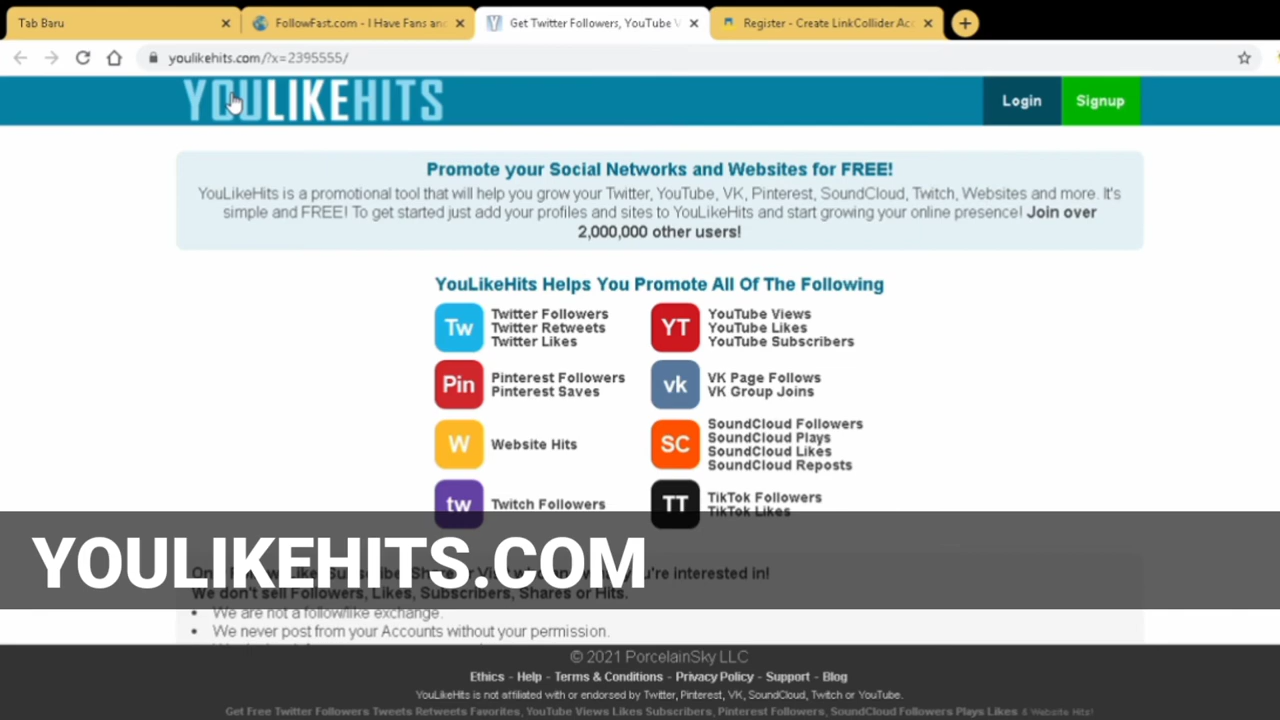 Tab Baru
FollowFast.com - I Have Fans and
Get Twitter Followers, YouTube V
Register - Create LinkCollider Acc
youlikehits.com/?x=2395555/
YOULIKEHITS
Login
Signup
Promote your Social Networks and Websites for FREE!
YouLikeHits is a promotional tool that will help you grow your Twitter, YouTube, VK, Pinterest, SoundCloud, Twitch, Websites and more. It's
simple and FREE! To get started just add your profiles and sites to YouLikeHits and start growing your online presence! Join over
2,000,000 other users!
YouLikeHits Helps You Promote All Of The Following
Tw
Twitter Followers
Twitter Retweets
Twitter Likes
YT
YouTube Views
YouTube Likes
YouTube Subscribers
Pin
Pinterest Followers
Pinterest Saves
vk
VK Page Follows
VK Group Joins
W
Website Hits
SC
SoundCloud Followers
SoundCloud Plays
SoundCloud Likes
SoundCloud Reposts
tw
Twitch Followers
TT
TikTok Followers
TikTok Likes
YOULIKEHITS.COM
you're interested in!
We don't sell Followers, Likes, Subscribers, Shares or Hits.
• We are not a follow/like exchange.
• We never post from your Accounts without your permission.
© 2021 PorcelainSky LLC
Ethics - Help - Terms & Conditions - Privacy Policy - Support - Blog
YouLikeHits is not affiliated with or endorsed by Twitter, Pinterest, VK, SoundCloud, Twitch or YouTube.
Get Free Twitter Followers Tweets Retweets Favorites, YouTube Views Likes Subscribers, Pinterest Followers, SoundCloud Followers Plays Likes & Website Hits!